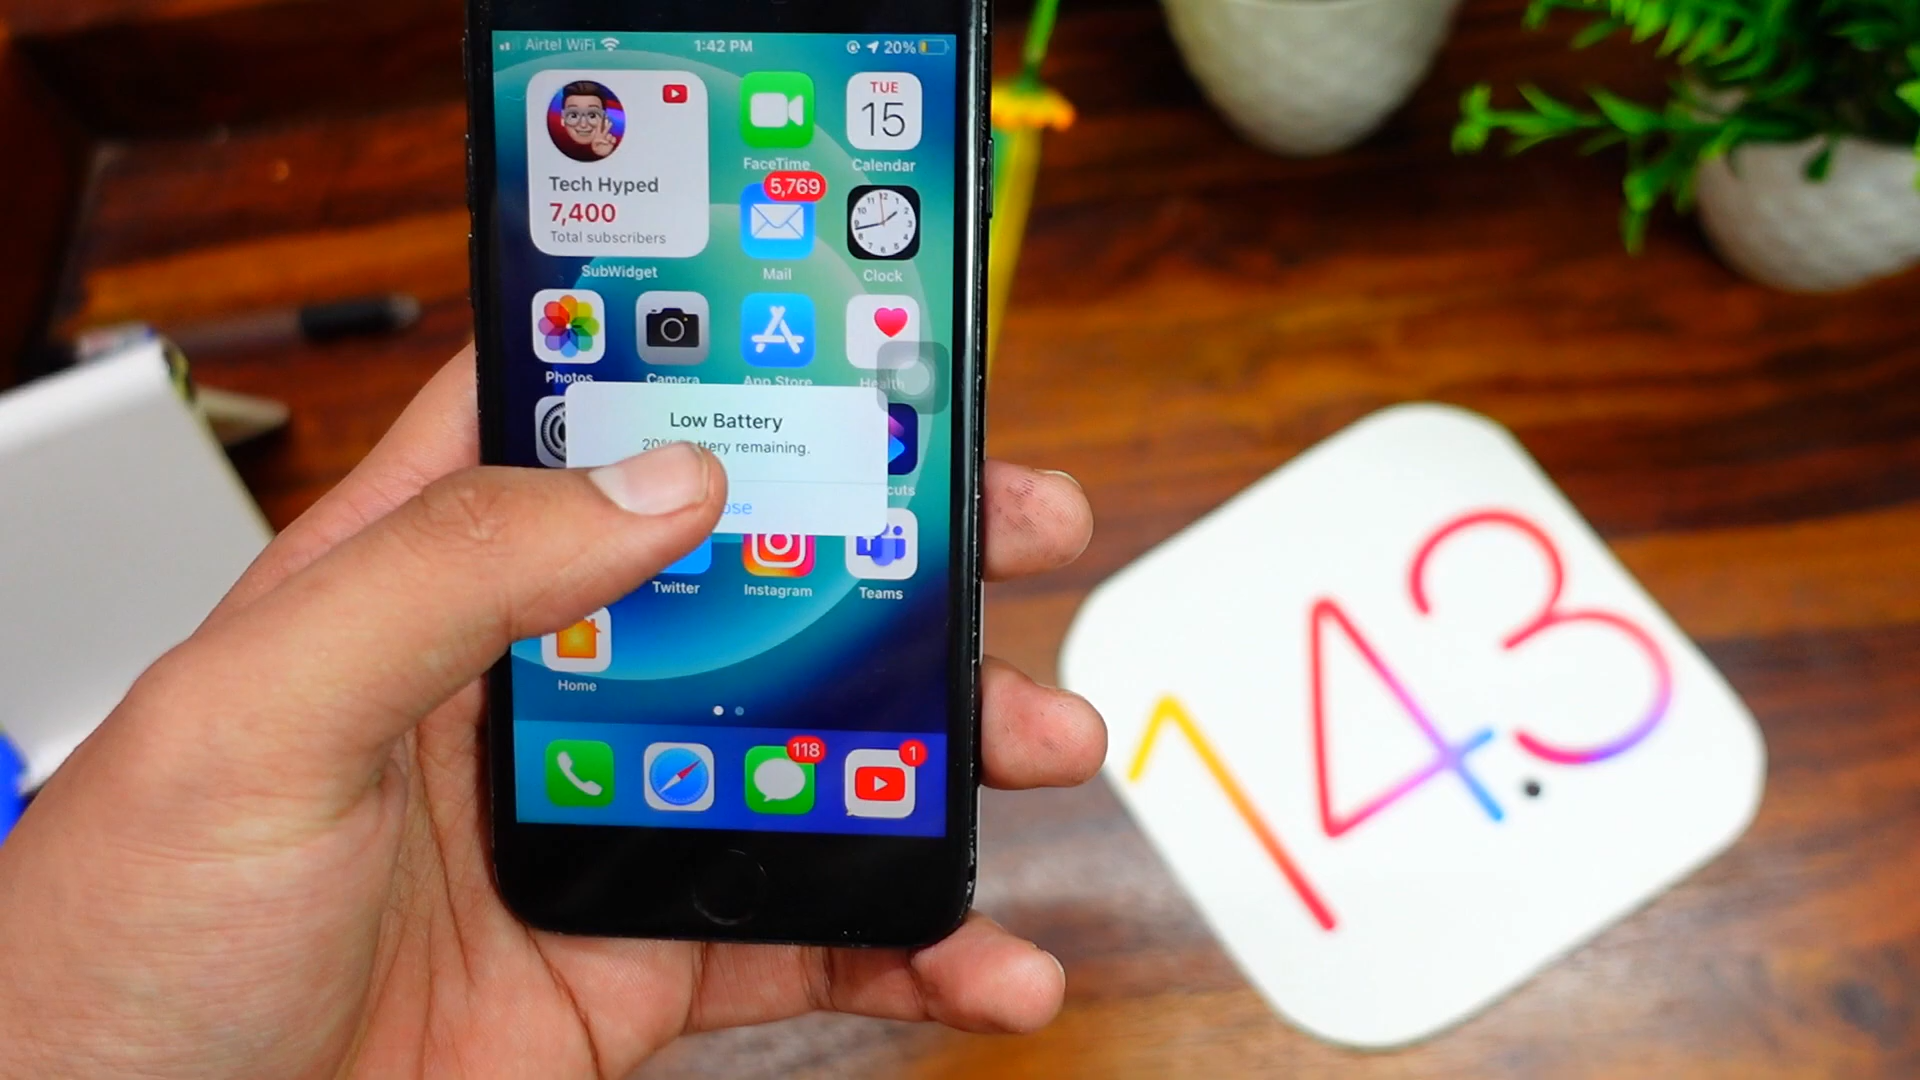 Airtel WiFi 1:42 PM 20%
Tech Hyped
7,400
Total subscribers
SubWidget
FaceTime
TUE
15
Calendar
5,769
Mail
Clock
Photos
Camera
App Store
Health
Low Battery
remaining.
Twitter
Instagram
Teams
Home
118
1
14.3